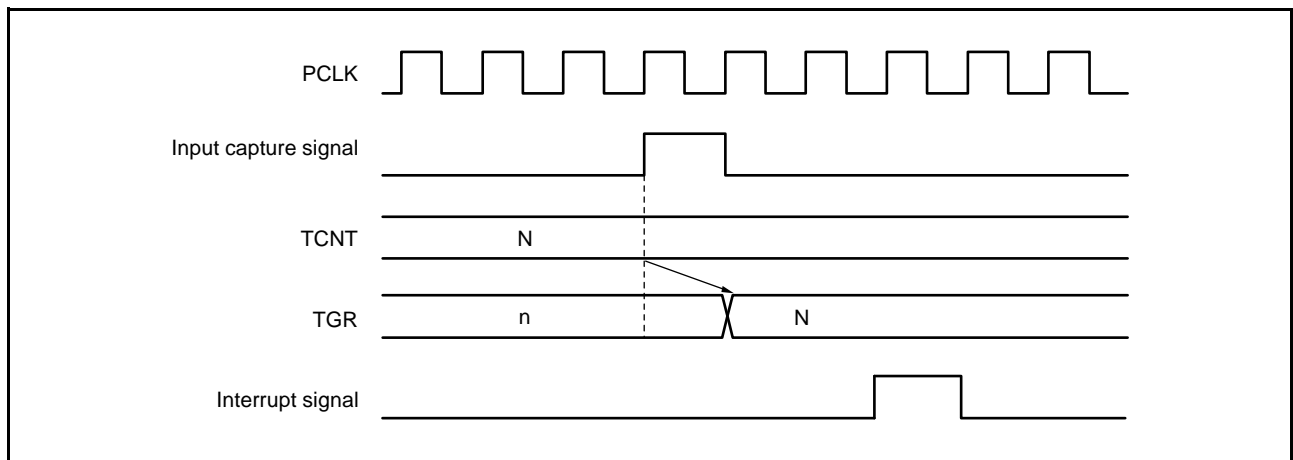 PCLK
Input capture signal
TCNT
N
TGR
n
N
Interrupt signal